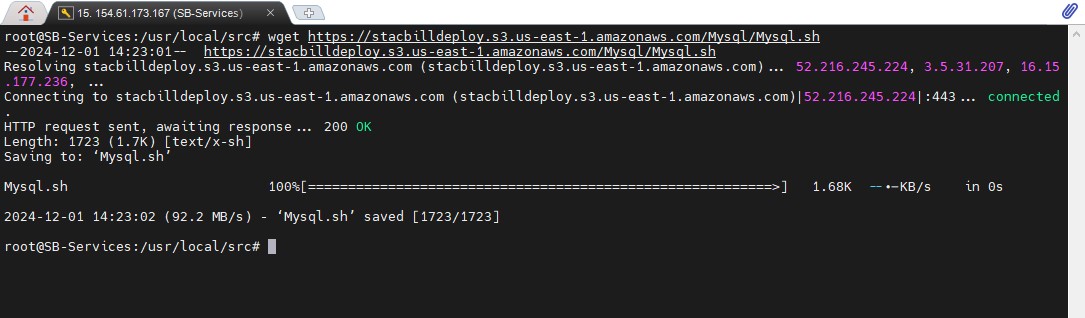 15. 154.61.173.167 (SB-Services)
root@SB-Services:/usr/local/src# wget https://stacbilldeploy.s3.us-east-1.amazonaws.com/Mysql/Mysql.sh
--2024-12-01 14:23:01--  https://stacbilldeploy.s3.us-east-1.amazonaws.com/Mysql/Mysql.sh
Resolving stacbilldeploy.s3.us-east-1.amazonaws.com (stacbilldeploy.s3.us-east-1.amazonaws.com)... 52.216.245.224, 3.5.31.207, 16.15
.177.236, ...
Connecting to stacbilldeploy.s3.us-east-1.amazonaws.com (stacbilldeploy.s3.us-east-1.amazonaws.com)|52.216.245.224|:443... connected
.
HTTP request sent, awaiting response... 200 OK
Length: 1723 (1.7K) [text/x-sh]
Saving to: ‘Mysql.sh’
Mysql.sh 100%[==========================================================>] 1.68K --.-KB/s in 0s
2024-12-01 14:23:02 (92.2 MB/s) - ‘Mysql.sh’ saved [1723/1723]
root@SB-Services:/usr/local/src#